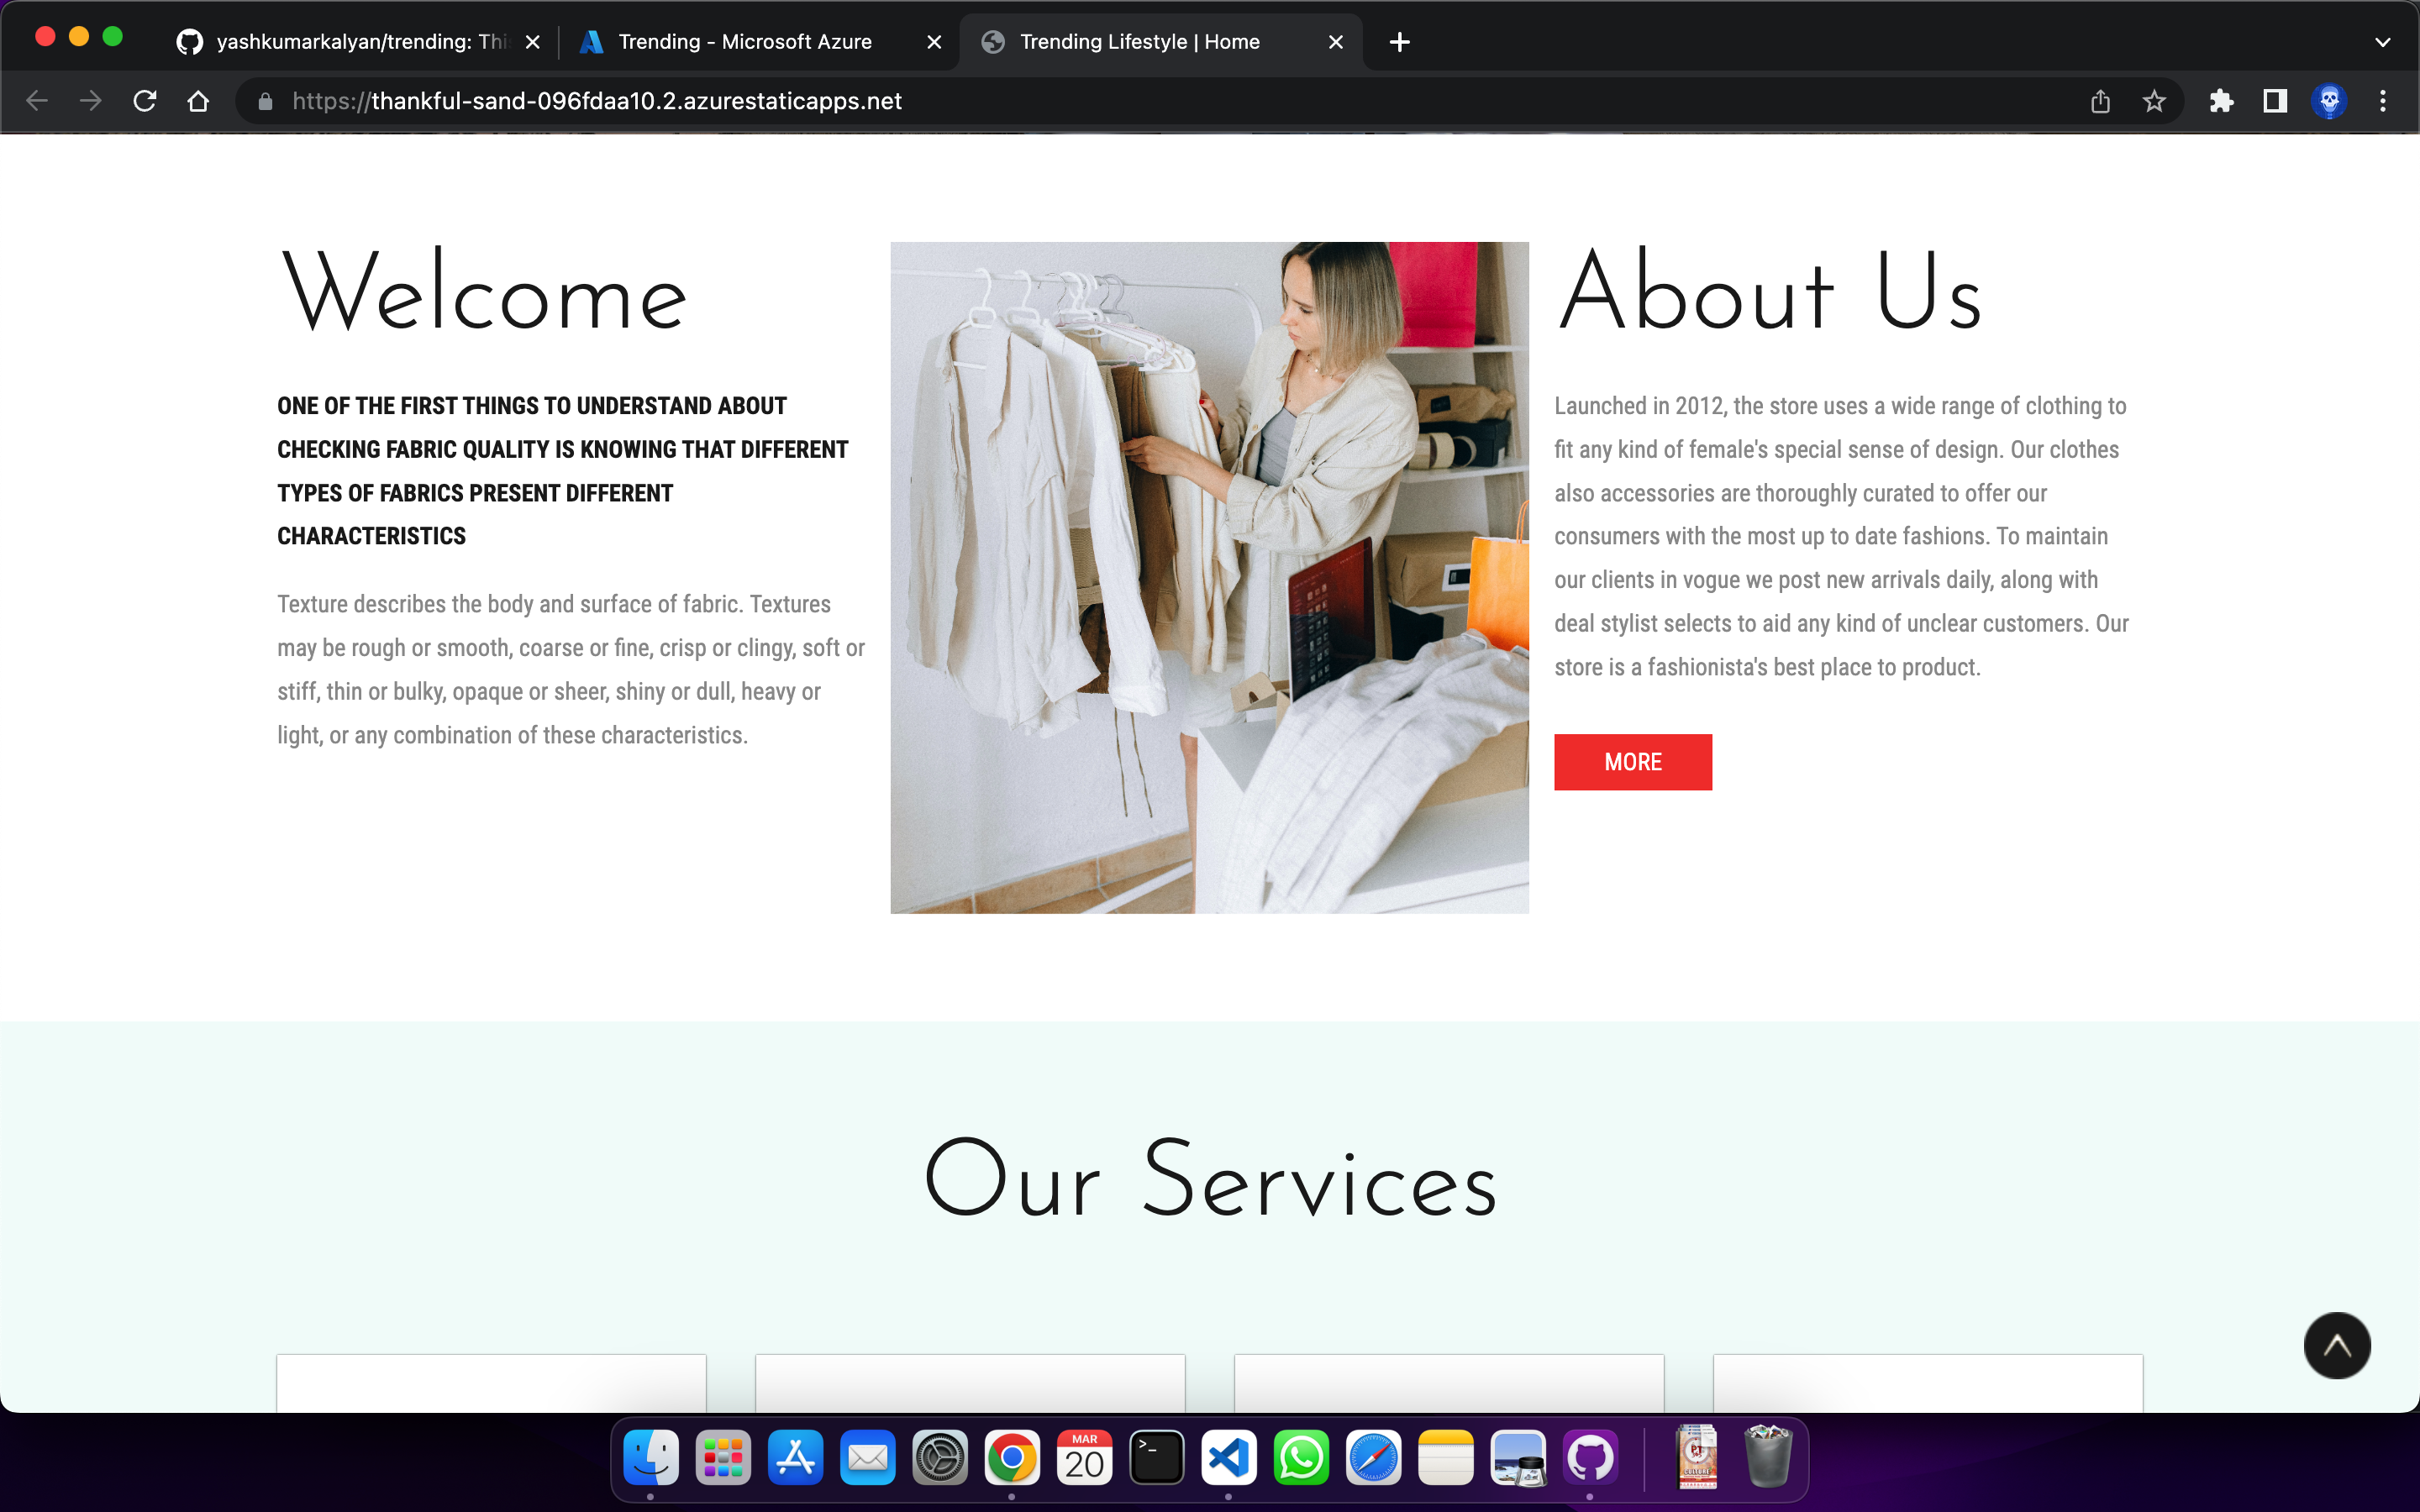 yashkumarkalyan/trending: Thi
Trending - Microsoft Azure
Trending Lifestyle | Home
https://thankful-sand-096fdaa10.2.azurestaticapps.net
Welcome
ONE OF THE FIRST THINGS TO UNDERSTAND ABOUT
CHECKING FABRIC QUALITY IS KNOWING THAT DIFFERENT
TYPES OF FABRICS PRESENT DIFFERENT
CHARACTERISTICS
Texture describes the body and surface of fabric. Textures
may be rough or smooth, coarse or fine, crisp or clingy, soft or
stiff, thin or bulky, opaque or sheer, shiny or dull, heavy or
light, or any combination of these characteristics.
About Us
Launched in 2012, the store uses a wide range of clothing to
fit any kind of female's special sense of design. Our clothes
also accessories are thoroughly curated to offer our
consumers with the most up to date fashions. To maintain
our clients in vogue we post new arrivals daily, along with
deal stylist selects to aid any kind of unclear customers. Our
store is a fashionista's best place to product.
MORE
Our Services
MAR
20
>_